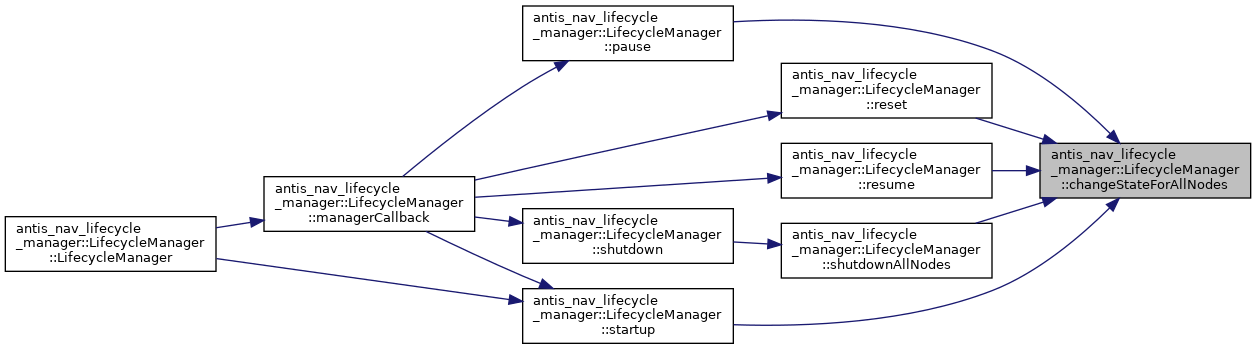 antis_nav_lifecycle
_manager::LifecycleManager
::pause
antis_nav_lifecycle
_manager::LifecycleManager
::reset
antis_nav_lifecycle
_manager::LifecycleManager
::changeStateForAllNodes
antis_nav_lifecycle
_manager::LifecycleManager
::resume
antis_nav_lifecycle
_manager::LifecycleManager
::managerCallback
antis_nav_lifecycle
_manager::LifecycleManager
::LifecycleManager
antis_nav_lifecycle
_manager::LifecycleManager
::shutdown
antis_nav_lifecycle
_manager::LifecycleManager
::shutdownAllNodes
antis_nav_lifecycle
_manager::LifecycleManager
::startup